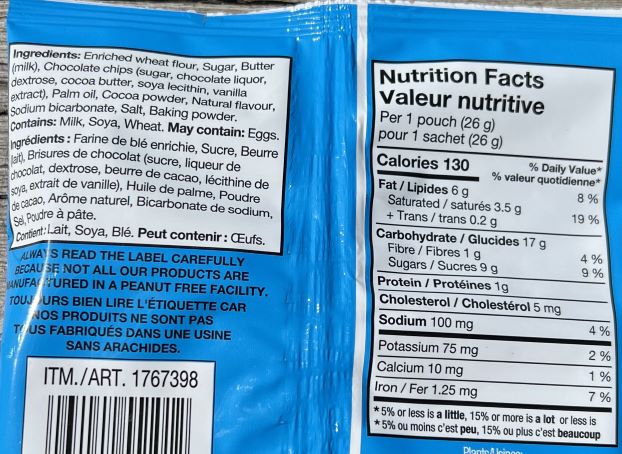 Ingredients: Enriched wheat flour, Sugar, Butter
(milk), Chocolate chips (sugar, chocolate liquor,
dextrose, cocoa butter, soya lecithin, vanilla
extract), Palm oil, Cocoa powder, Natural flavour,
Sodium bicarbonate, Salt, Baking powder.
Contains: Milk, Soya, Wheat. May contain: Eggs.
Ingrédients : Farine de blé enrichie, Sucre, Beurre
(lait), Brisures de chocolat (sucre, liqueur de
chocolat, dextrose, beurre de cacao, lécithine de
soya, extrait de vanille), Huile de palme, Poudre
de cacao, Arôme naturel, Bicarbonate de sodium,
Sel, Poudre à pâte.
Contient : Lait, Soya, Blé. Peut contenir : Œufs.
ALWAYS READ THE LABEL CAREFULLY
BECAUSE NOT ALL OUR PRODUCTS ARE
MANUFACTURED IN A PEANUT FREE FACILITY.
TOUJOURS BIEN LIRE L'ÉTIQUETTE CAR
NOS PRODUITS NE SONT PAS
TOUS FABRIQUÉS DANS UNE USINE
SANS ARACHIDES.
ITM./ART. 1767398
Nutrition Facts
Valeur nutritive
Per 1 pouch (26 g)
pour 1 sachet (26 g)
Calories 130 % Daily Value*
% valeur quotidienne*
Fat / Lipides 6 g 8 %
Saturated / saturés 3.5 g
+ Trans / trans 0.2 g 19 %
Carbohydrate / Glucides 17 g
Fibre / Fibres 1 g 4 %
Sugars / Sucres 9 g 9 %
Protein / Protéines 1g
Cholesterol / Cholestérol 5 mg
Sodium 100 mg 4 %
Potassium 75 mg 2 %
Calcium 10 mg 1 %
Iron / Fer 1.25 mg 7 %
* 5% or less is a little, 15% or more is a lot or less is
* 5% ou moins c'est peu, 15% ou plus c'est beaucoup